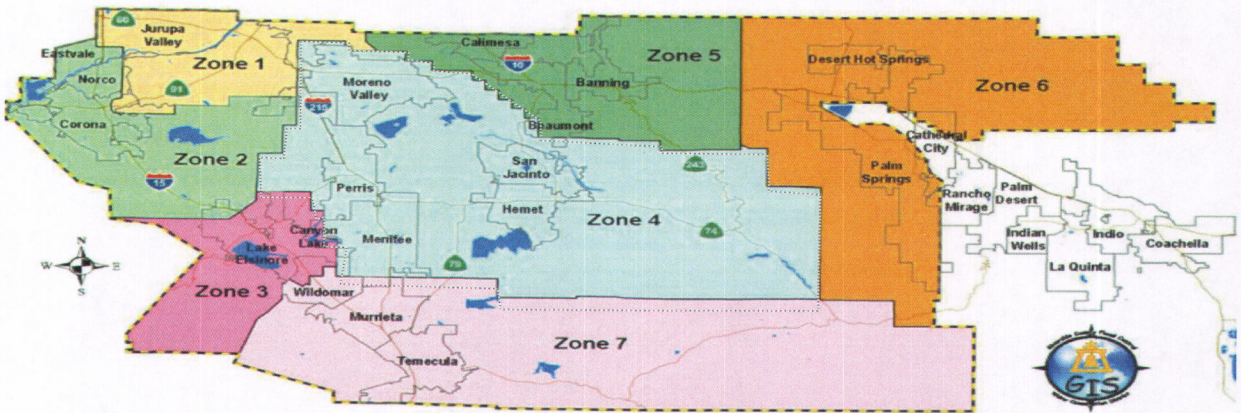 60
Jurupa
Valley
Eastvale
Zone 1
Norco
91
Corona
Zone 2
15
215
Moreno
Valley
Calimesa
10
Zone 5
Banning
Beaumont
Desert Hot Springs
Zone 6
Cathedral
City
San
Jacinto
243
Palm
Springs
Perris
Hemet
Zone 4
74
Rancho
Mirage
Palm
Desert
Indian
Wells
Indio
Coachella
La Quinta
Canyon
Lake
Menifee
Lake
Elsinore
79
N
W
E
S
Zone 3
Wildomar
Murrieta
Zone 7
Temecula
GIS